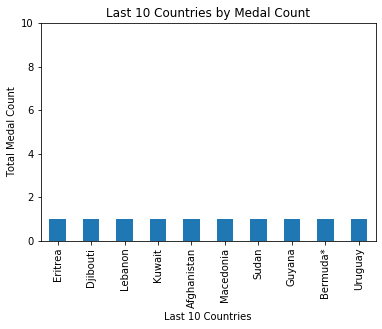 Last 10 Countries by Medal Count
Total Medal Count
10
8
6
4
2
0
Eritrea
Djibouti
Lebanon
Kuwait
Afghanistan
Macedonia
Sudan
Guyana
Bermuda*
Uruguay
Last 10 Countries